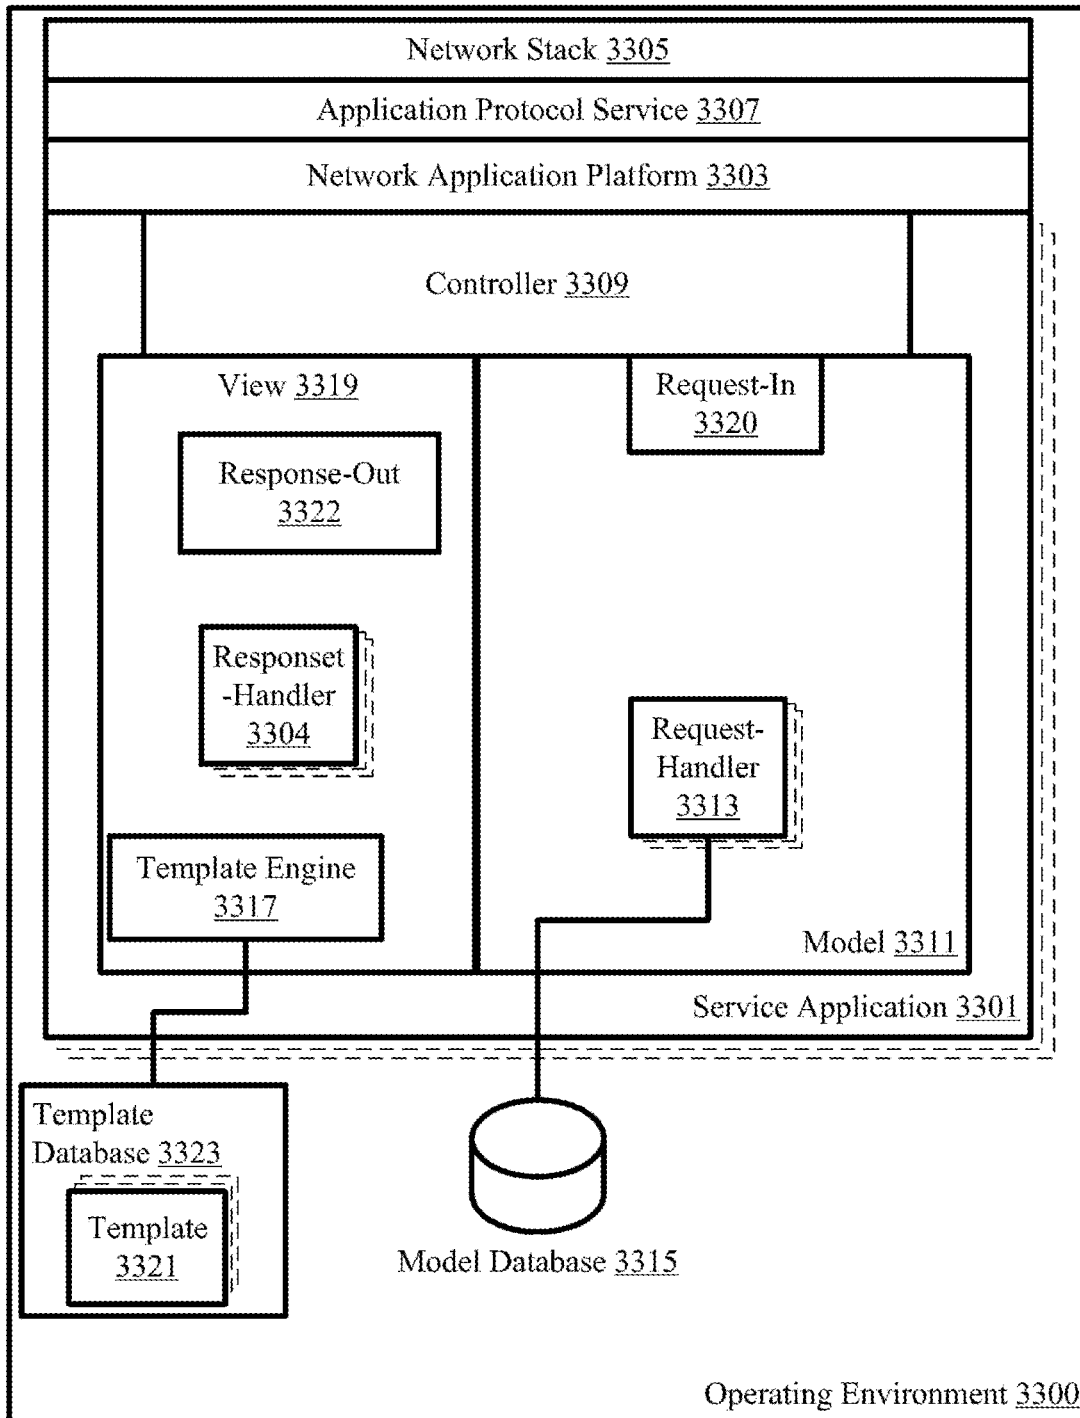 Network Stack 3305
Application Protocol Service 3307
Network Application Platform 3303
Controller 3309
View 3319
Response-Out
3322
Responset
-Handler
3304
Template Engine
3317
Request-In
3320
Request-
Handler
3313
Model 3311
Service Application 3301
Template
Database 3323
Template
3321
Model Database 3315
Operating Environment 3300